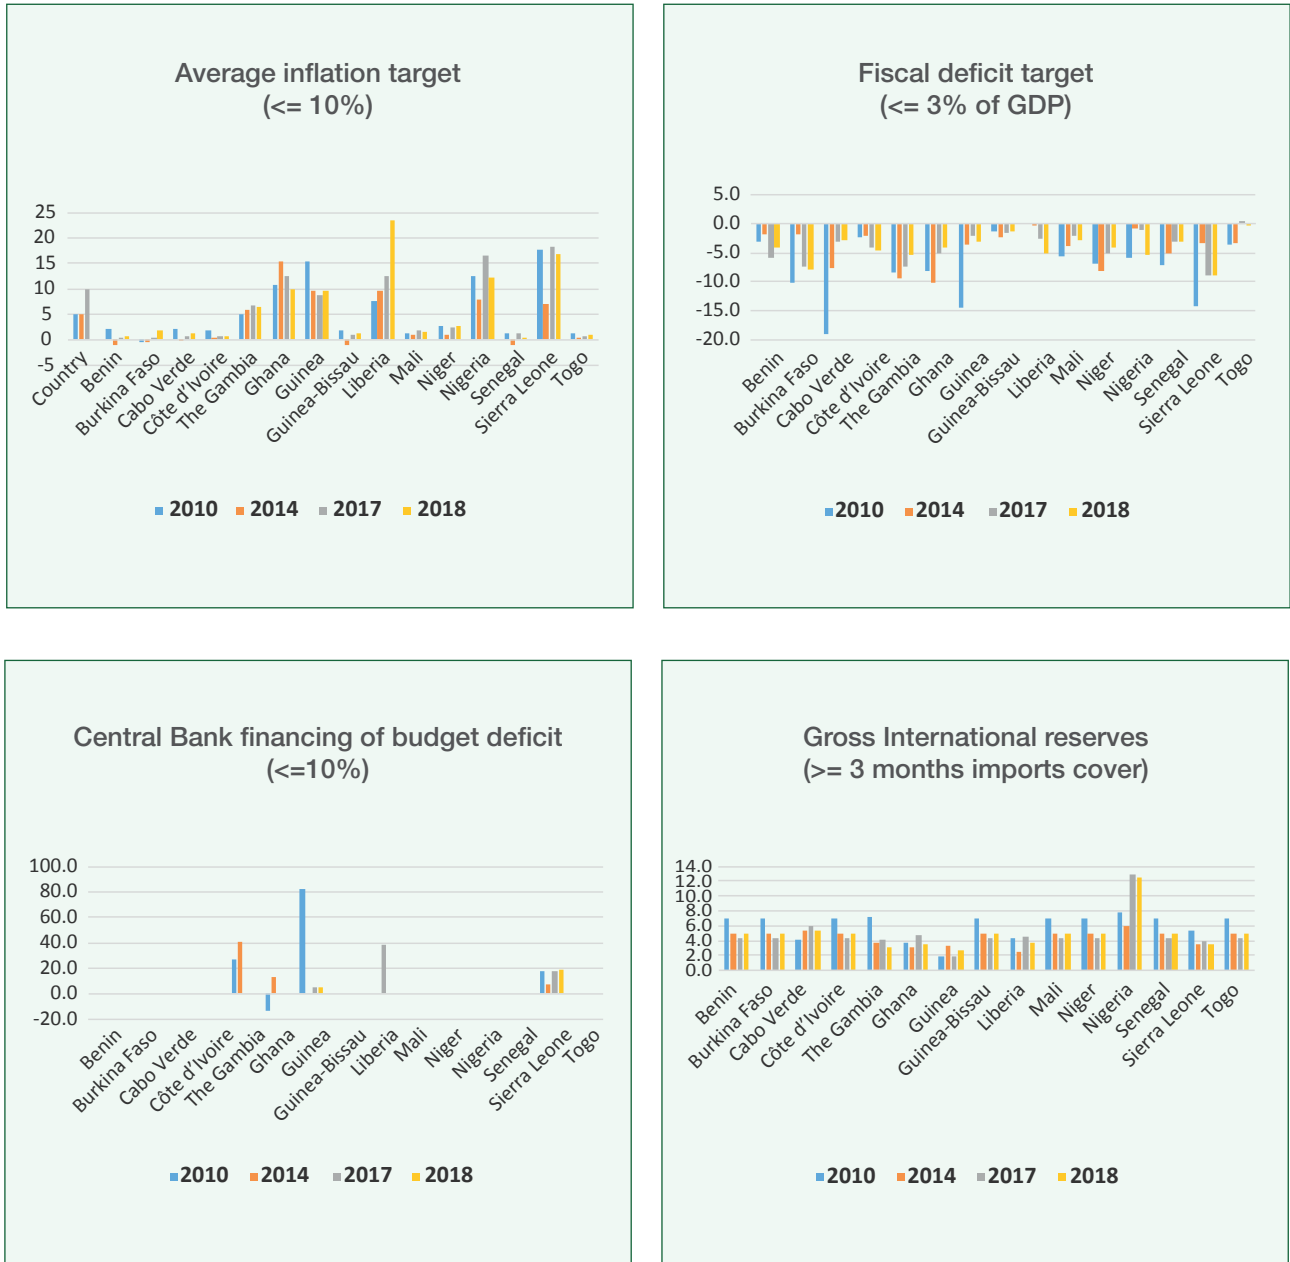 Average inflation target
(<= 10%)
25
20
15
10
5
0
-5
Country
Benin
Burkina Faso
Cabo Verde
Côte d'Ivoire
The Gambia
Ghana
Guinea
Guinea-Bissau
Liberia
Mali
Niger
Nigeria
Senegal
Sierra Leone
Togo
2010 2014 2017 2018
Fiscal deficit target
(<= 3% of GDP)
5.0
0.0
-5.0
-10.0
-15.0
-20.0
Benin
Burkina Faso
Cabo Verde
Côte d'Ivoire
The Gambia
Ghana
Guinea
Guinea-Bissau
Liberia
Mali
Niger
Nigeria
Senegal
Sierra Leone
Togo
2010 2014 2017 2018
Central Bank financing of budget deficit
(<=10%)
100.0
80.0
60.0
40.0
20.0
0.0
-20.0
Benin
Burkina Faso
Cabo Verde
Côte d'Ivoire
The Gambia
Ghana
Guinea
Guinea-Bissau
Liberia
Mali
Niger
Nigeria
Senegal
Sierra Leone
Togo
2010 2014 2017 2018
Gross International reserves
(>= 3 months imports cover)
14.0
12.0
10.0
8.0
6.0
4.0
2.0
0.0
Benin
Burkina Faso
Cabo Verde
Côte d'Ivoire
The Gambia
Ghana
Guinea
Guinea-Bissau
Liberia
Mali
Niger
Nigeria
Senegal
Sierra Leone
Togo
2010 2014 2017 2018